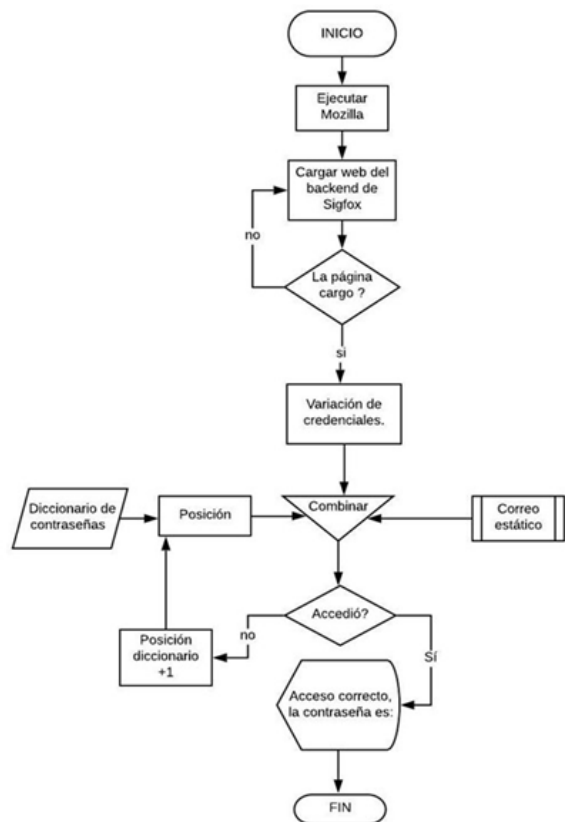 INICIO
Ejecutar
Mozilla
Cargar web del
backend de
Sigfox
no
La página
cargo ?
si
Variación de
credenciales.
Diccionario de
contraseñas
Posición
Combinar
Correo
estático
Accedió?
no
Sí
Posición
diccionario
+1
Acceso correcto,
la contraseña es:
FIN